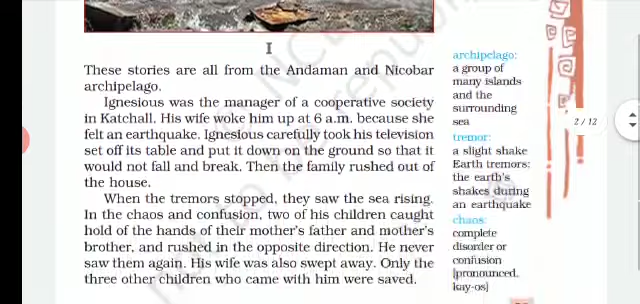 I
These stories are all from the Andaman and Nicobar
archipelago.
Ignesious was the manager of a cooperative society
in Katchall. His wife woke him up at 6 a.m. because she
felt an earthquake. Ignesious carefully took his television
set off its table and put it down on the ground so that it
would not fall and break. Then the family rushed out of
the house.
When the tremors stopped, they saw the sea rising.
In the chaos and confusion, two of his children caught
hold of the hands of their mother's father and mother's
brother, and rushed in the opposite direction. He never
saw them again. His wife was also swept away. Only the
three other children who came with him were saved.
archipelago:
a group of
many islands
and the
surrounding
sea
tremor:
a slight shake
Earth tremors:
the earth's
shakes during
an earthquake
chaos:
complete
disorder or
confusion
(pronounced,
kay-os)
2 / 12